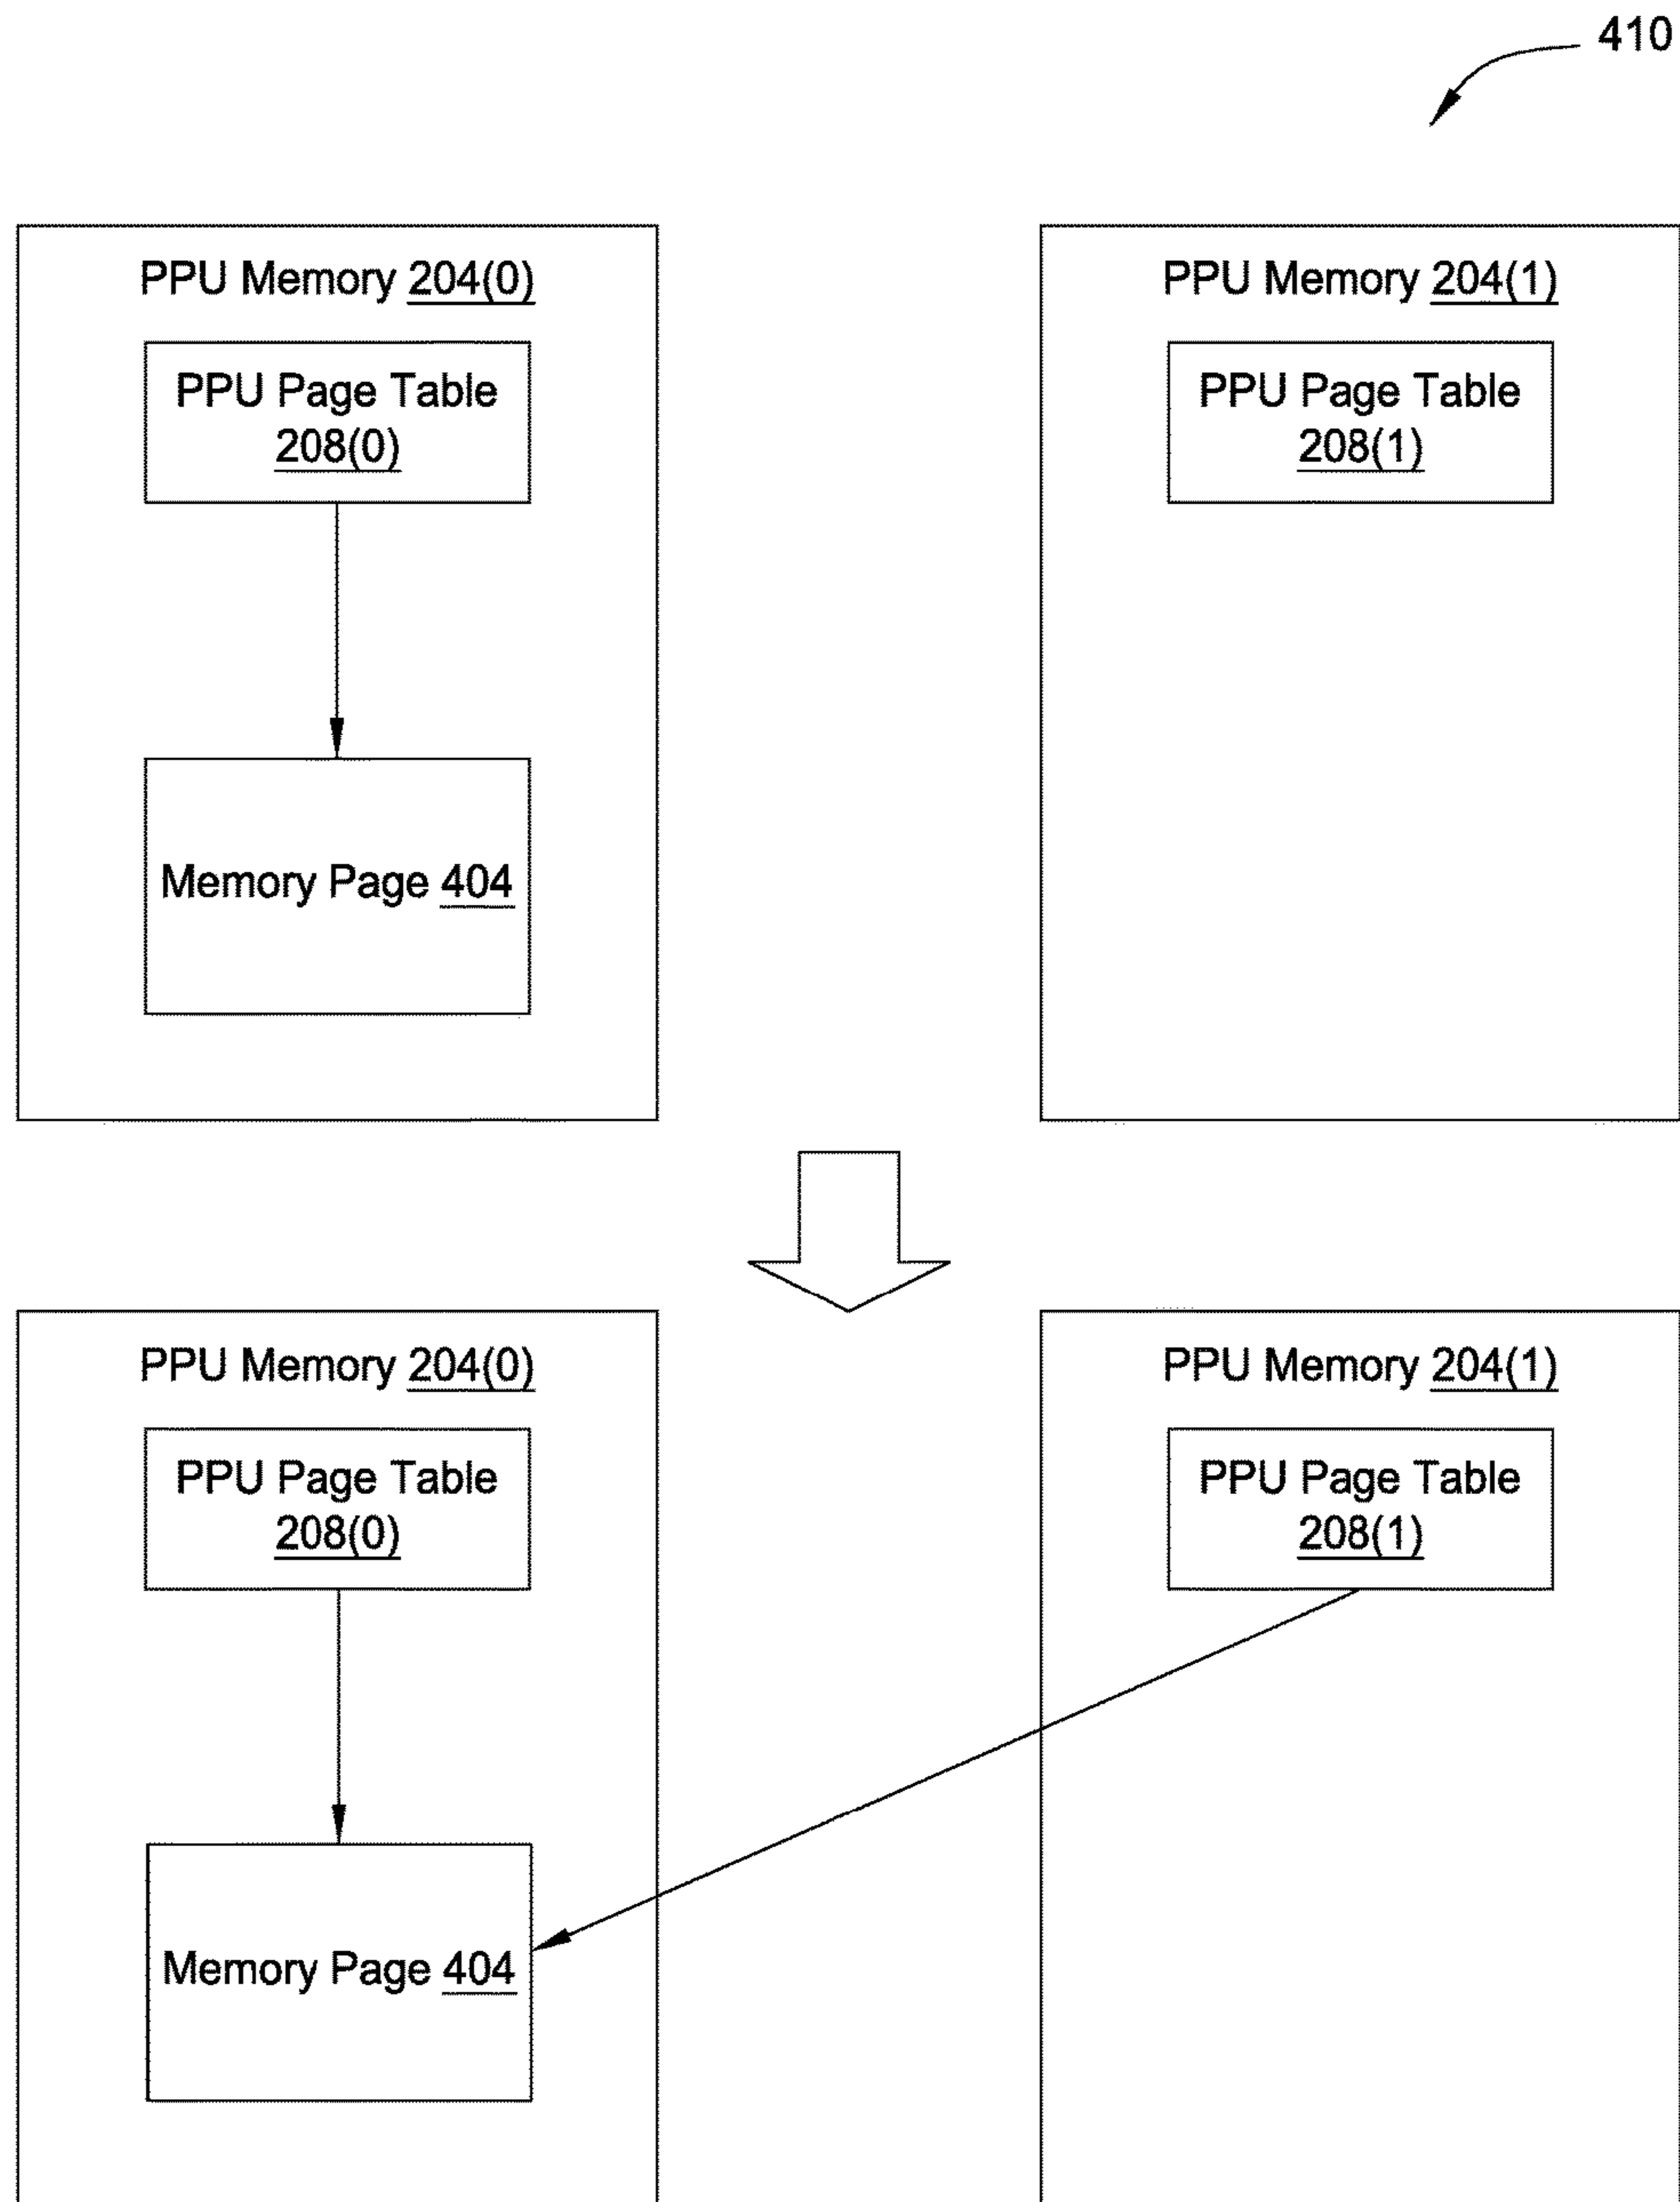 410
PPU Memory 204(0)
PPU Memory 204(1)
PPU Page Table
208(0)
PPU Page Table
208(1)
Memory Page 404
PPU Memory 204(0)
PPU Memory 204(1)
PPU Page Table
208(0)
PPU Page Table
208(1)
Memory Page 404